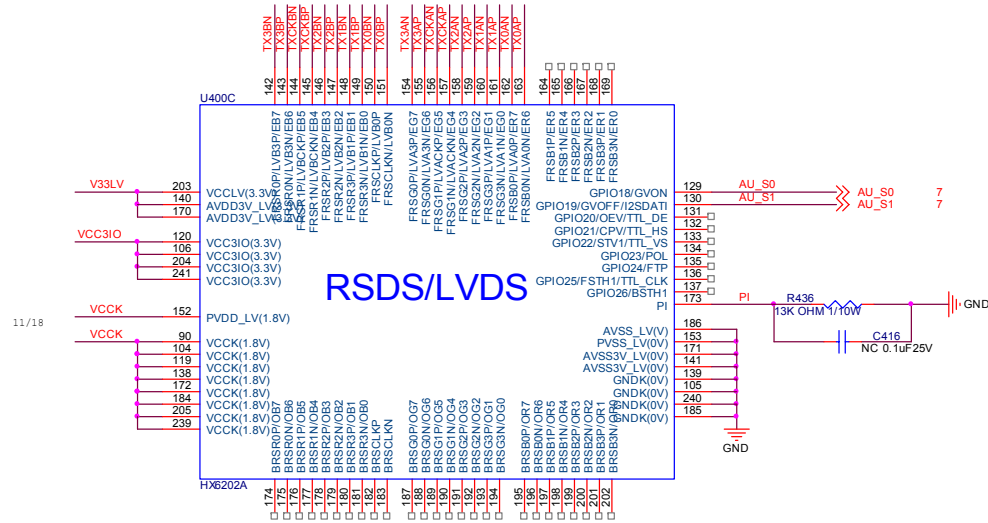 TX3BN
TX3BP
TXCKBN
TXCKBP
TX2BN
TX2BP
TX1BN
TX1BP
TX0BN
TX0BP
TX3AN
TX3AP
TXCKAN
TXCKAP
TX2AN
TX2AP
TX1AN
TX1AP
TX0AN
TX0AP
142
143
144
145
146
147
148
149
150
151
154
155
156
157
158
159
160
161
162
163
164
165
166
167
168
169
U400C
FRSR0P/LVB3P/EB7
FRSR0N/LVB3N/EB6
FRSR1P/LVBCKP/EB5
FRSR1N/LVBCKN/EB4
FRSR2P/LVB2P/EB3
FRSR2N/LVB2N/EB2
FRSR3P/LVB1P/EB1
FRSR3N/LVB1N/EB0
FRSCLKP/LVB0P
FRSCLKN/LVB0N
FRSG0P/LVA3P/EG7
FRSG0N/LVA3N/EG6
FRSG1P/LVACKP/EG5
FRSG1N/LVACKN/EG4
FRSG2P/LVA2P/EG3
FRSG2N/LVA2N/EG2
FRSG3P/LVA1P/EG1
FRSG3N/LVA1N/EG0
FRSB0P/LVA0P/ER7
FRSB0N/LVA0N/ER6
FRSB1P/ER5
FRSB1N/ER4
FRSB2P/ER3
FRSB2N/ER2
FRSB3P/ER1
FRSB3N/ER0
V33LV 203 VCCLV(3.3V)
140 AVDD3V_LV(3.3V)
170 AVDD3V_LV(3.3V)
VCC3IO 120 VCC3IO(3.3V)
106 VCC3IO(3.3V)
204 VCC3IO(3.3V)
241 VCC3IO(3.3V)
11/18
VCCK 152 PVDD_LV(1.8V)
VCCK 90 VCCK(1.8V)
104 VCCK(1.8V)
119 VCCK(1.8V)
138 VCCK(1.8V)
172 VCCK(1.8V)
184 VCCK(1.8V)
205 VCCK(1.8V)
239 VCCK(1.8V)
RSDS/LVDS
GPIO18/GVON 129 AU_S0 AU_S0 7
GPIO19/GVOFF/I2SDATI 130 AU_S1 AU_S1 7
GPIO20/OEV/TTL_DE 131
GPIO21/CPV/TTL_HS 132
GPIO22/STV1/TTL_VS 133
GPIO23/POL 134
GPIO24/FTP 135
GPIO25/FSTH1/TTL_CLK 136
GPIO26/BSTH1 137
PI 173 PI R436 GND
13K OHM 1/10W
C416
NC 0.1uF25V
AVSS_LV(V) 186
PVSS_LV(0V) 153
AVSS3V_LV(0V) 171
AVSS3V_LV(0V) 141
GNDK(0V) 139
GNDK(0V) 105
GNDK(0V) 240
GNDK(0V) 185
GND
BRSR0P/OB7
BRSR0N/OB6
BRSR1P/OB5
BRSR1N/OB4
BRSR2P/OB3
BRSR2N/OB2
BRSR3P/OB1
BRSR3N/OB0
BRSCLKP
BRSCLKN
BRSG0P/OG7
BRSG0N/OG6
BRSG1P/OG5
BRSG1N/OG4
BRSG2P/OG3
BRSG2N/OG2
BRSG3P/OG1
BRSG3N/OG0
BRSB0P/OR7
BRSB0N/OR6
BRSB1P/OR5
BRSB1N/OR4
BRSB2P/OR3
BRSB2N/OR2
BRSB3P/OR1
BRSB3N/OR0
HX6202A
174
175
176
177
178
179
180
181
182
183
187
188
189
190
191
192
193
194
195
196
197
198
199
200
201
202